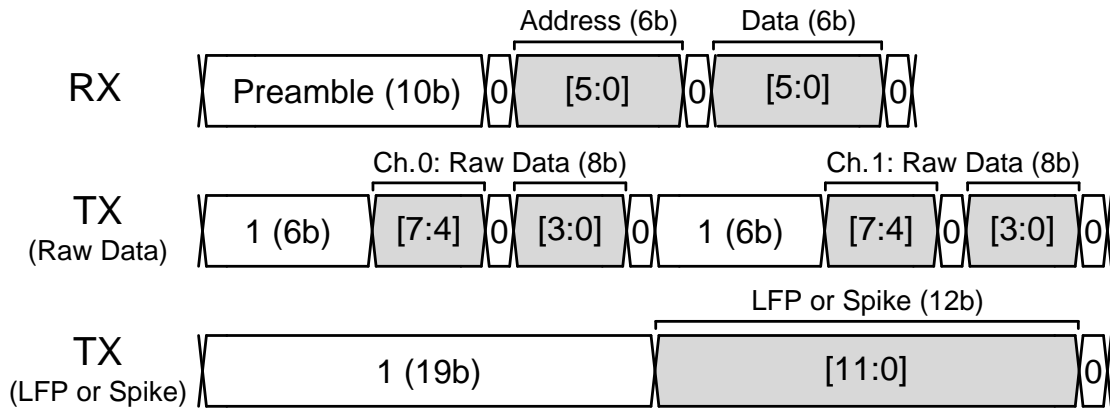 Address (6b) Data (6b)
RX Preamble (10b) 0 [5:0] 0 [5:0] 0
Ch.0: Raw Data (8b) Ch.1: Raw Data (8b)
TX 1 (6b) [7:4] 0 [3:0] 0 1 (6b) [7:4] 0 [3:0] 0
(Raw Data)
LFP or Spike (12b)
TX 1 (19b) [11:0] 0
(LFP or Spike)